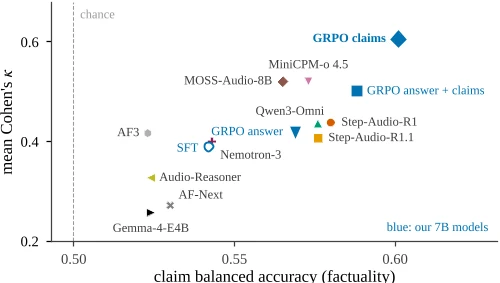 chance
GRPO claims
MiniCPM-o 4.5
MOSS-Audio-8B
GRPO answer + claims
Qwen3-Omni
Step-Audio-R1
AF3
GRPO answer
Step-Audio-R1.1
SFT
Nemotron-3
Audio-Reasoner
AF-Next
Gemma-4-E4B
blue: our 7B models
mean Cohen's κ
0.6
0.4
0.2
0.50
0.55
0.60
claim balanced accuracy (factuality)